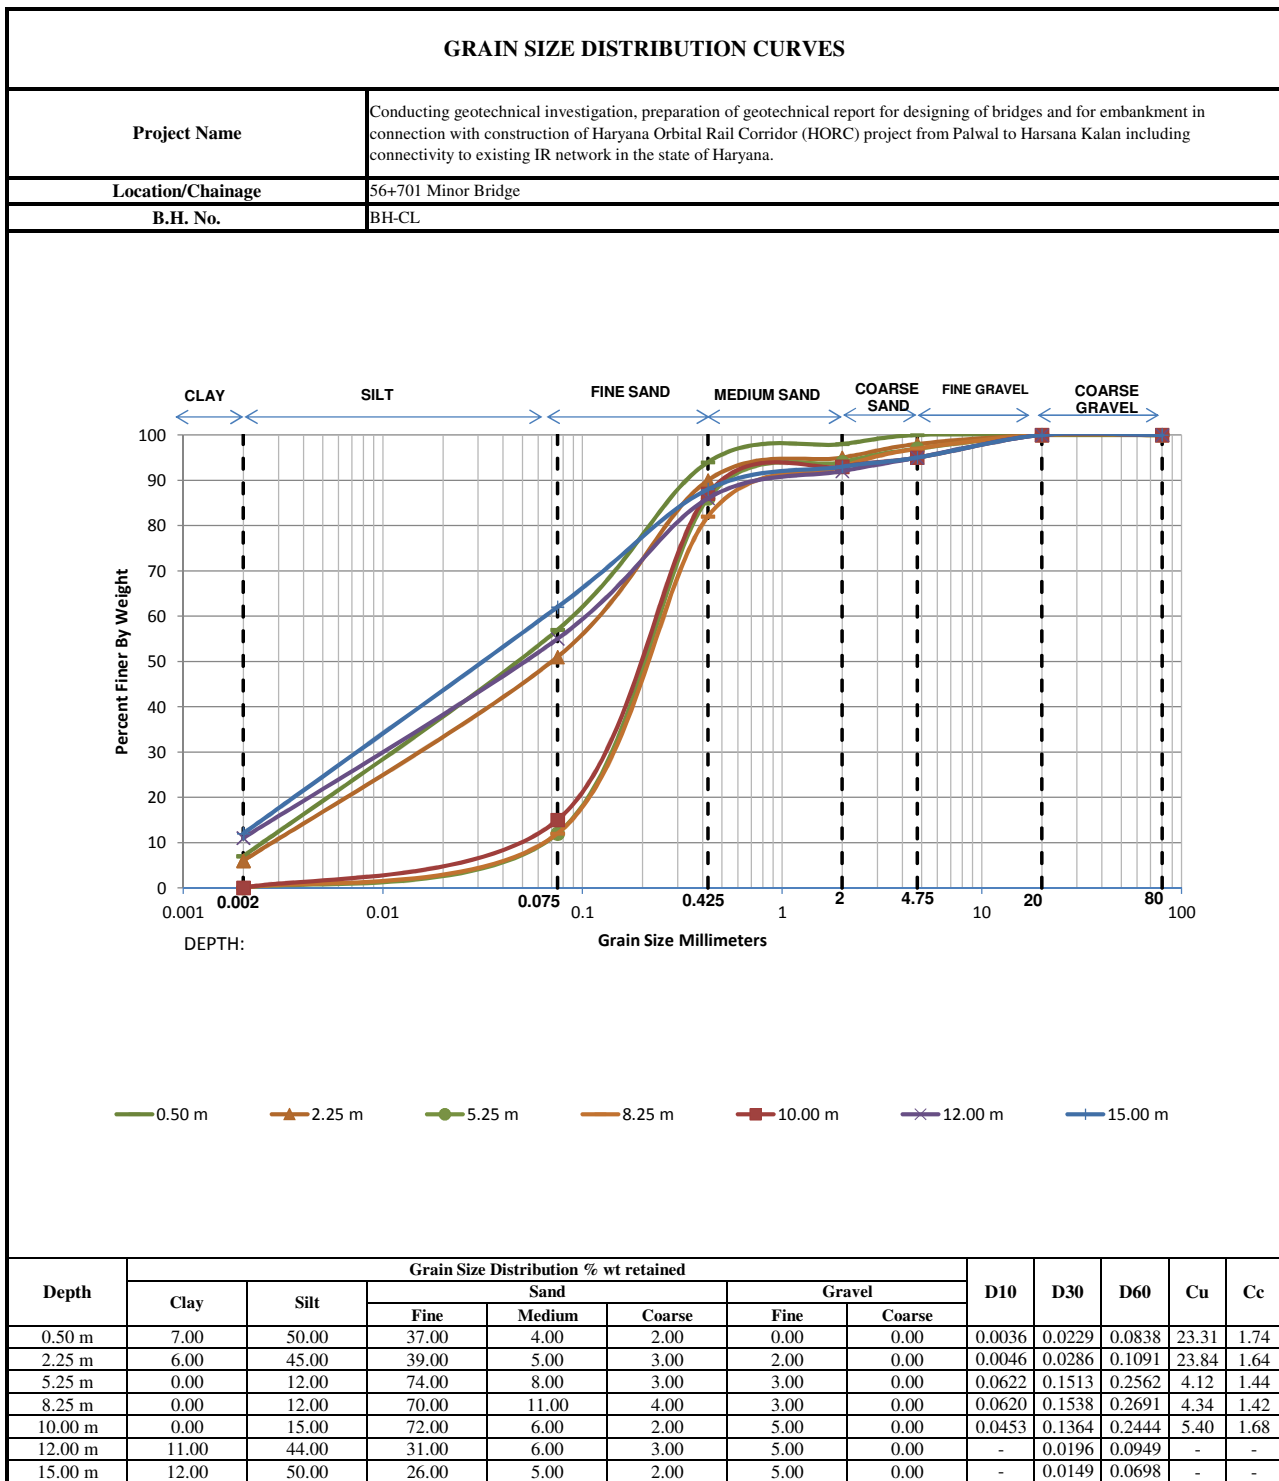 GRAIN SIZE DISTRIBUTION CURVES
Project Name
Conducting geotechnical investigation, preparation of geotechnical report for designing of bridges and for embankment in
connection with construction of Haryana Orbital Rail Corridor (HORC) project from Palwal to Harsana Kalan including
connectivity to existing IR network in the state of Haryana.
Location/Chainage 56+701 Minor Bridge
B.H. No. BH-CL
CLAY SILT FINE SAND MEDIUM SAND COARSE SAND FINE GRAVEL COARSE GRAVEL
100
90
80
70
60
50
40
30
20
10
0
Percent Finer By Weight
0.002 0.075 0.425 2 4.75 20 80
0.001 0.01 0.1 1 10 100
DEPTH: Grain Size Millimeters
0.50 m 2.25 m 5.25 m 8.25 m 10.00 m 12.00 m 15.00 m
Depth Grain Size Distribution % wt retained D10 D30 D60 Cu Cc
Clay Silt Sand Gravel
Fine Medium Coarse Fine Coarse
0.50 m 7.00 50.00 37.00 4.00 2.00 0.00 0.00 0.0036 0.0229 0.0838 23.31 1.74
2.25 m 6.00 45.00 39.00 5.00 3.00 2.00 0.00 0.0046 0.0286 0.1091 23.84 1.64
5.25 m 0.00 12.00 74.00 8.00 3.00 3.00 0.00 0.0622 0.1513 0.2562 4.12 1.44
8.25 m 0.00 12.00 70.00 11.00 4.00 3.00 0.00 0.0620 0.1538 0.2691 4.34 1.42
10.00 m 0.00 15.00 72.00 6.00 2.00 5.00 0.00 0.0453 0.1364 0.2444 5.40 1.68
12.00 m 11.00 44.00 31.00 6.00 3.00 5.00 0.00 - 0.0196 0.0949 - -
15.00 m 12.00 50.00 26.00 5.00 2.00 5.00 0.00 - 0.0149 0.0698 - -